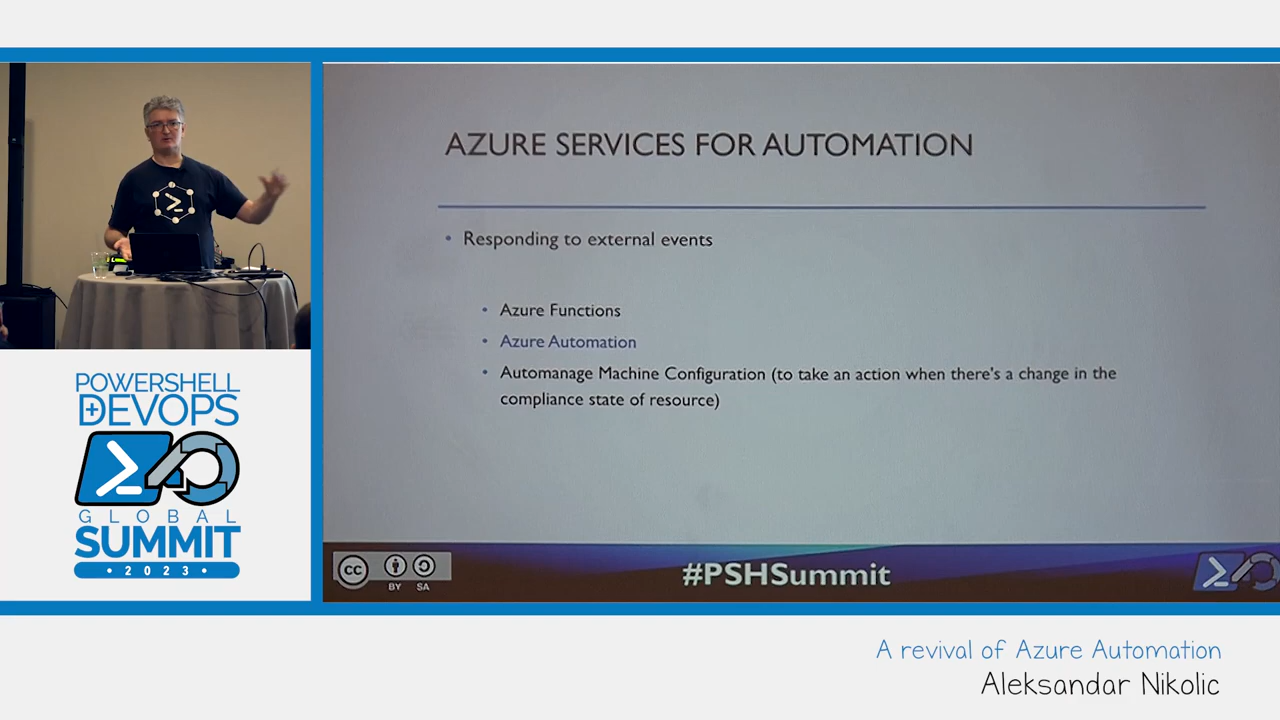 AZURE SERVICES FOR AUTOMATION
• Responding to external events
• Azure Functions
• Azure Automation
• Automanage Machine Configuration (to take an action when there's a change in the
compliance state of resource)
cc
BY SA
#PSHSummit
POWERSHELL
+DEVOPS
GLOBAL
SUMMIT
• 2023 •
A revival of Azure Automation
Aleksandar Nikolic